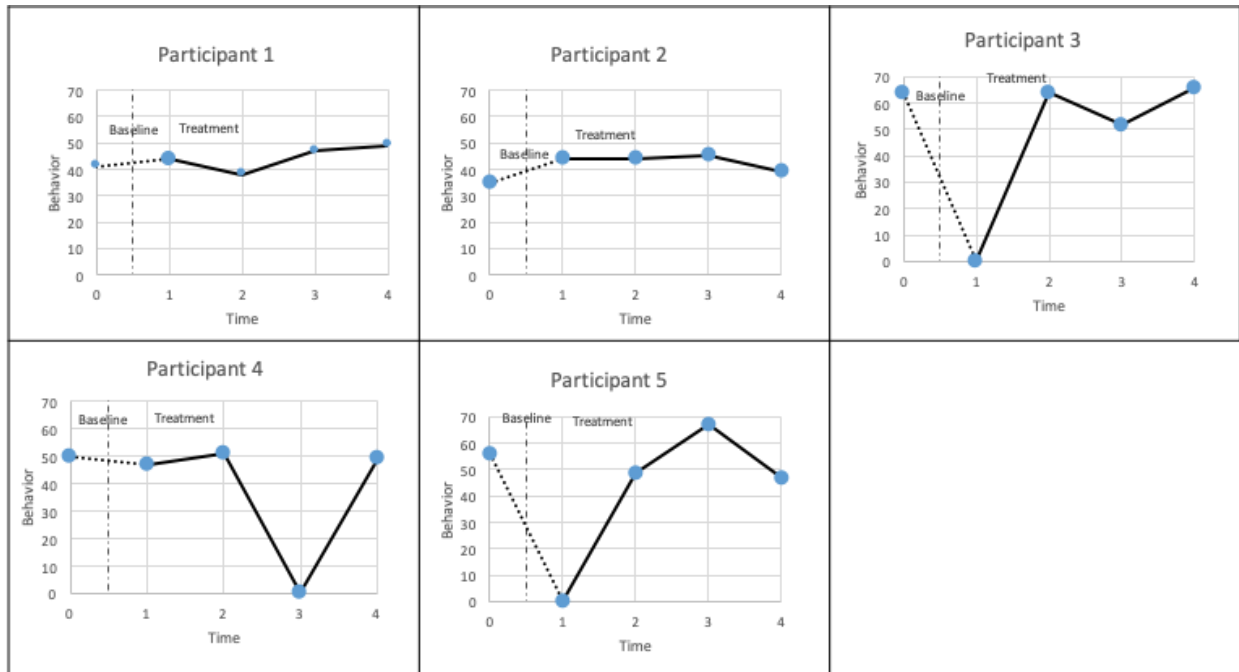 Participant 1
70
60
50
40
30
20
10
0
Behavior
Baseline Treatment
0 1 2 3 4
Time
Participant 2
70
60
50
40
30
20
10
0
Behavior
Treatment
Baseline
0 1 2 3 4
Time
Participant 3
70
60
50
40
30
20
10
0
Behavior
Treatment
Baseline
0 1 2 3 4
Time
Participant 4
70
60
50
40
30
20
10
0
Behavior
Baseline Treatment
0 1 2 3 4
Time
Participant 5
70
60
50
40
30
20
10
0
Behavior
Baseline Treatment
0 1 2 3 4
Time